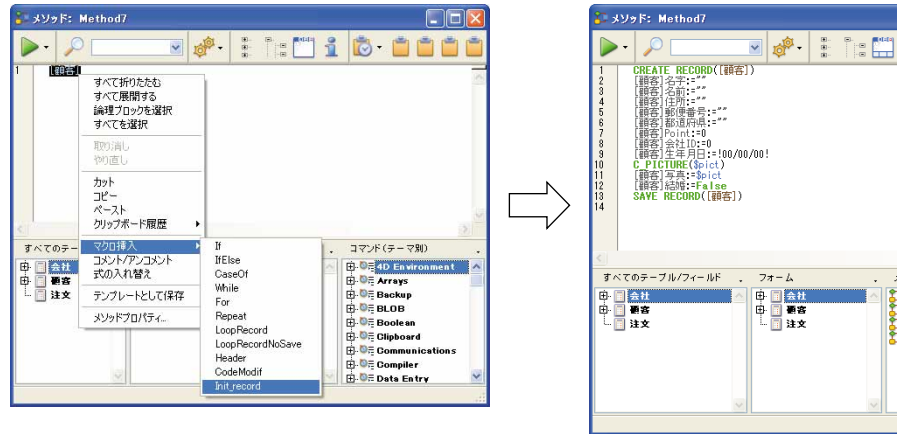 メソッド: Method7
1 [顧客]
すべて折りたたむ
すべて展開する
論理ブロックを選択
すべてを選択
取り消し
やり直し
カット
コピー
ペースト
クリップボード履歴
マクロ挿入
コメント/アンコメント
式の入れ替え
テンプレートとして保存
メソッドプロパティ...
If
IfElse
CaseOf
While
For
Repeat
LoopRecord
LoopRecordNoSave
Header
CodeModif
Init_record
すべてのテー
会社
顧客
注文
コマンド(テーマ別)
4D Environment
Arrays
Backup
BLOB
Boolean
Clipboard
Communications
Compiler
Data Entry
メソッド: Method7
1 CREATE RECORD([顧客])
2 [顧客]名字:=""
3 [顧客]名前:=""
4 [顧客]住所:=""
5 [顧客]郵便番号:=""
6 [顧客]都道府県:=""
7 [顧客]Point:=0
8 [顧客]会社ID:=0
9 [顧客]生年月日:=!00/00/00!
10 C_PICTURE($pict)
11 [顧客]写真:=$pict
12 [顧客]結婚:=False
13 SAVE RECORD([顧客])
14
すべてのテーブル/フィールド
会社
顧客
注文
フォーム
会社
顧客
注文